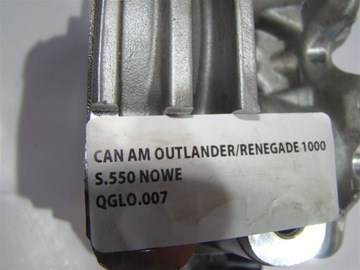 CAN AM OUTLANDER/RENEGADE 1000
S.550 NOWE
QGLO.007